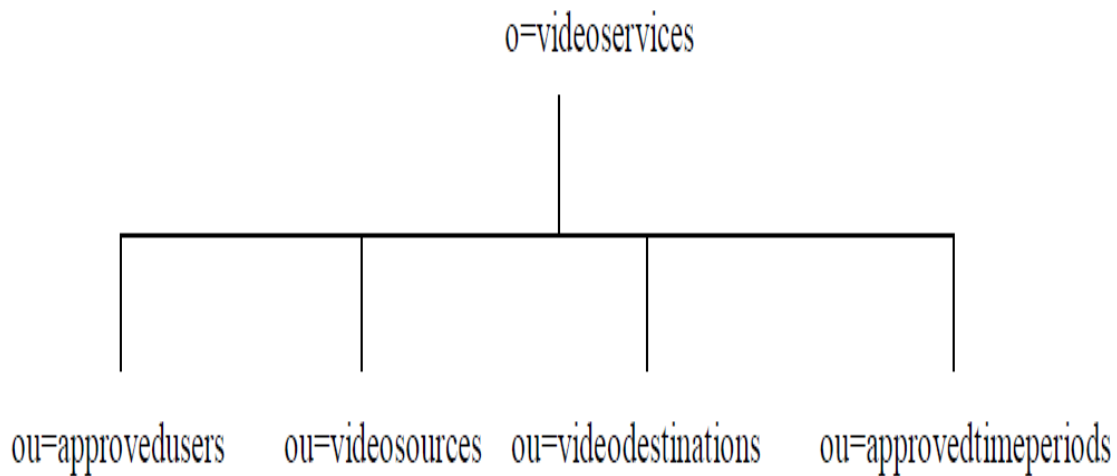 o=videoservices
ou=approvedusers
ou=videosources
ou=videodestinations
ou=approvedtimeperiods